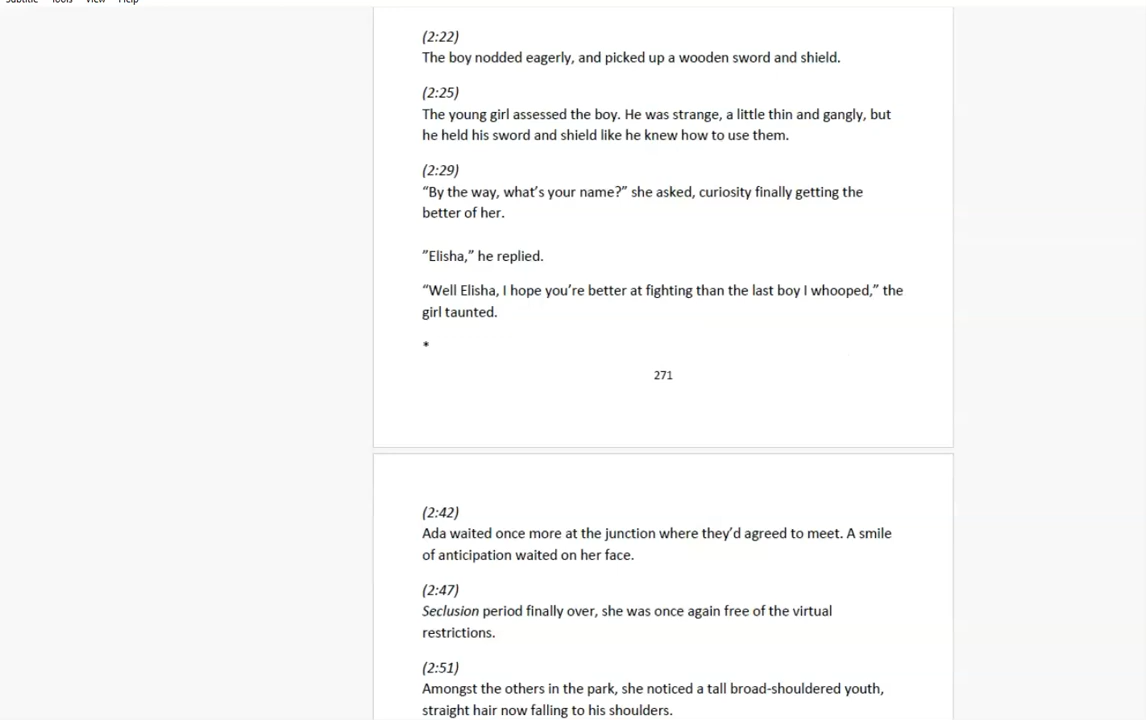 Subtitle Tools View Help
(2:22)
The boy nodded eagerly, and picked up a wooden sword and shield.
(2:25)
The young girl assessed the boy. He was strange, a little thin and gangly, but
he held his sword and shield like he knew how to use them.
(2:29)
“By the way, what’s your name?” she asked, curiosity finally getting the
better of her.
”Elisha,” he replied.
“Well Elisha, I hope you’re better at fighting than the last boy I whooped,” the
girl taunted.
*
271
(2:42)
Ada waited once more at the junction where they’d agreed to meet. A smile
of anticipation waited on her face.
(2:47)
Seclusion period finally over, she was once again free of the virtual
restrictions.
(2:51)
Amongst the others in the park, she noticed a tall broad-shouldered youth,
straight hair now falling to his shoulders.